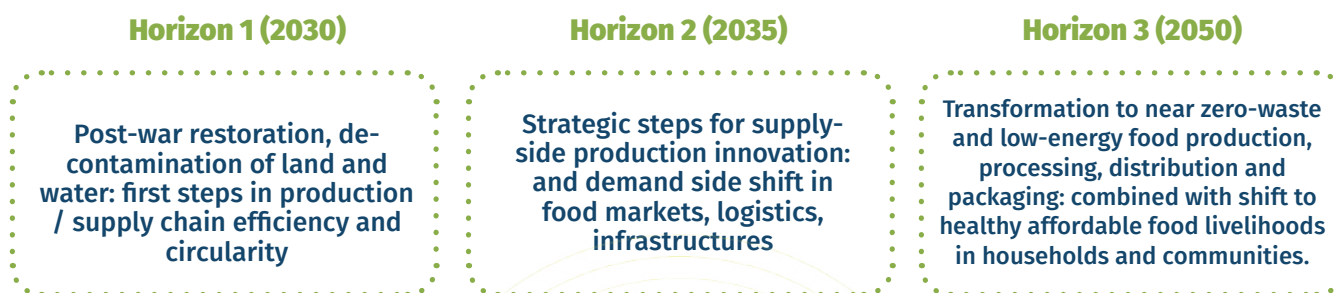 Horizon 1 (2030)
Post-war restoration, de-
contamination of land and
water: first steps in production
/ supply chain efficiency and
circularity
Horizon 2 (2035)
Strategic steps for supply-
side production innovation:
and demand side shift in
food markets, logistics,
infrastructures
Horizon 3 (2050)
Transformation to near zero-waste
and low-energy food production,
processing, distribution and
packaging: combined with shift to
healthy affordable food livelihoods
in households and communities.